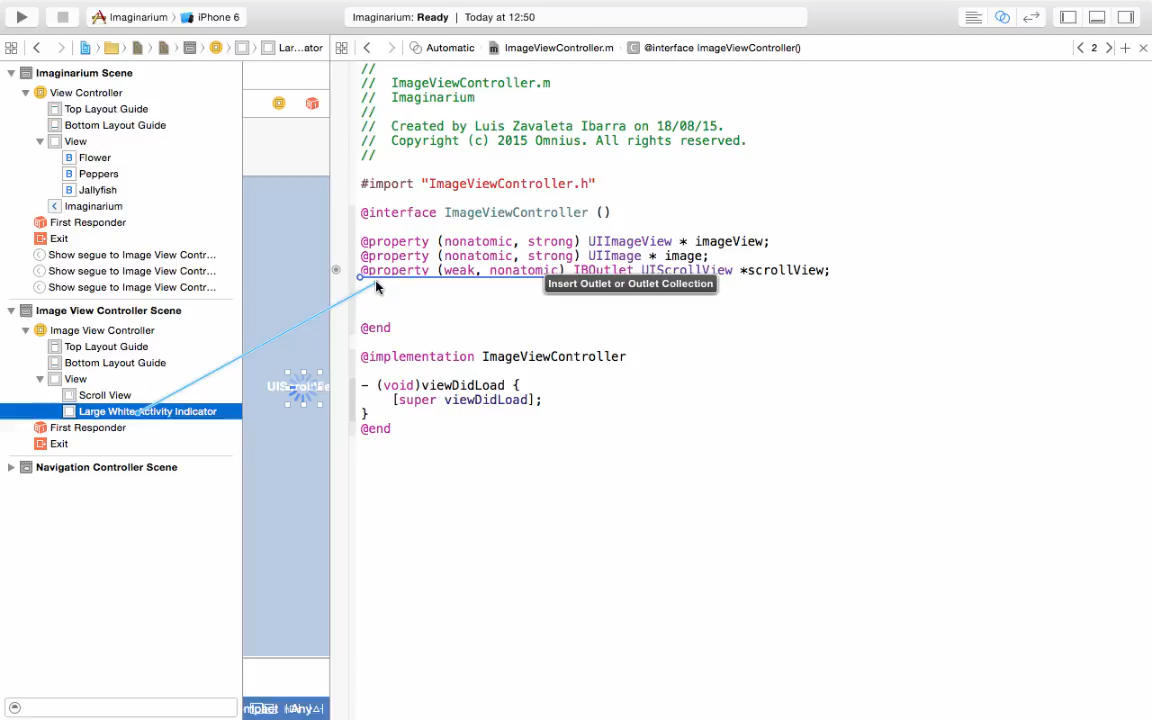 Imaginarium
iPhone 6
Imaginarium: Ready | Today at 12:50
Lar...ator
Automatic
ImageViewController.m
@interface ImageViewController()
2
Imaginarium Scene
View Controller
Top Layout Guide
Bottom Layout Guide
View
B Flower
B Peppers
B Jallyfish
Imaginarium
First Responder
Exit
Show segue to Image View Contr...
Show segue to Image View Contr...
Show segue to Image View Contr...
Image View Controller Scene
Image View Controller
Top Layout Guide
Bottom Layout Guide
View
Scroll View
Large White Activity Indicator
First Responder
Exit
Navigation Controller Scene
//
//  ImageViewController.m
//  Imaginarium
//
//  Created by Luis Zavaleta Ibarra on 18/08/15.
//  Copyright (c) 2015 Omnius. All rights reserved.
//
#import "ImageViewController.h"
@interface ImageViewController ()
@property (nonatomic, strong) UIImageView * imageView;
@property (nonatomic, strong) UIImage * image;
@property (weak, nonatomic) IBOutlet UIScrollView *scrollView;
Insert Outlet or Outlet Collection
@end
@implementation ImageViewController
- (void)viewDidLoad {
    [super viewDidLoad];
}
@end